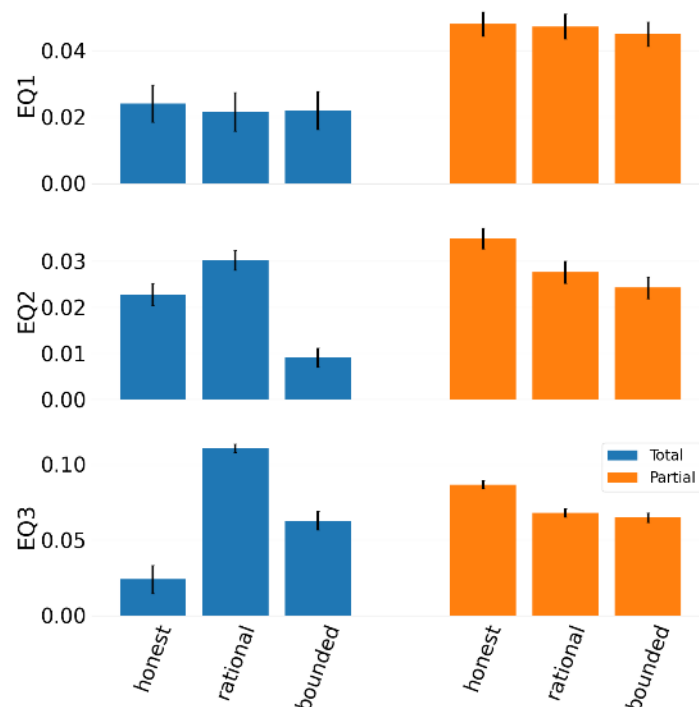 EQ1
0.04
0.02
0.00
EQ2
0.03
0.02
0.01
0.00
EQ3
0.10
0.05
0.00
Total
Partial
honest
rational
bounded
honest
rational
bounded